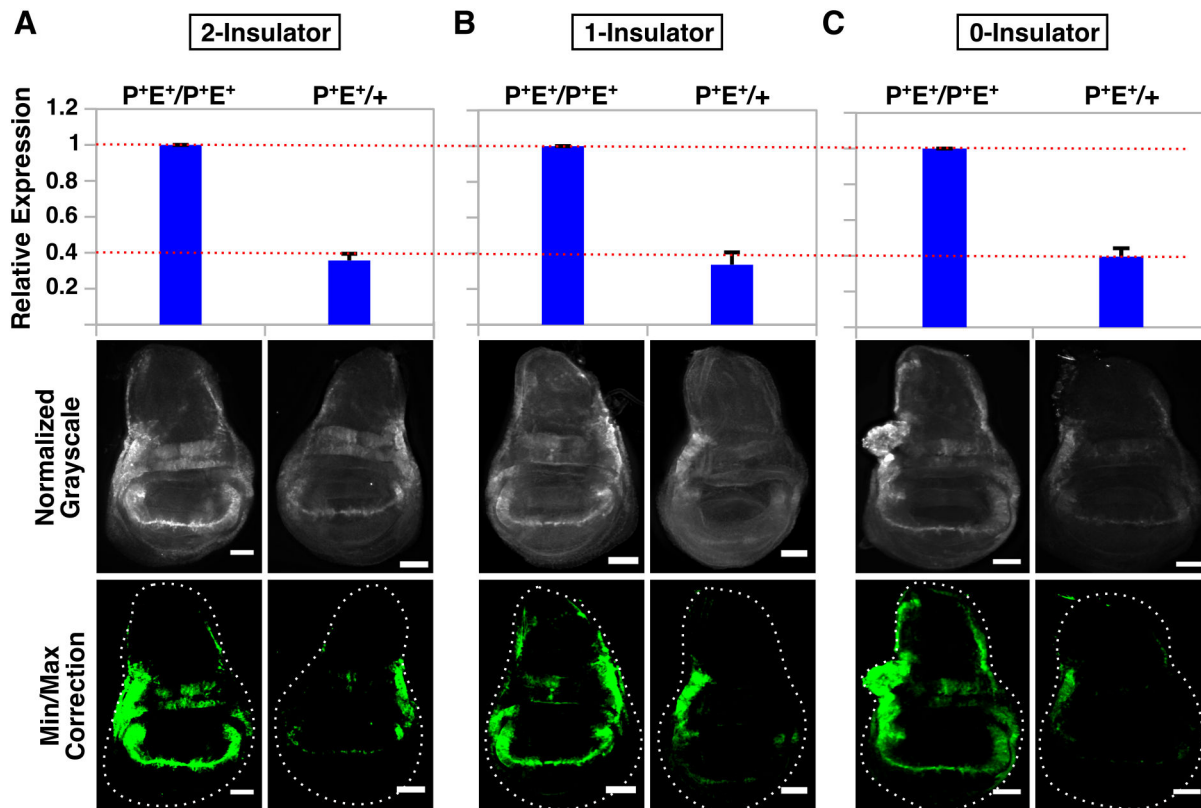 A
2-Insulator
B
1-Insulator
C
0-Insulator
P⁺E⁺/P⁺E⁺
P⁺E⁺/+
P⁺E⁺/P⁺E⁺
P⁺E⁺/+
P⁺E⁺/P⁺E⁺
P⁺E⁺/+
Relative Expression
1.2
1
0.8
0.6
0.4
0.2
Normalized
Grayscale
Min/Max
Correction